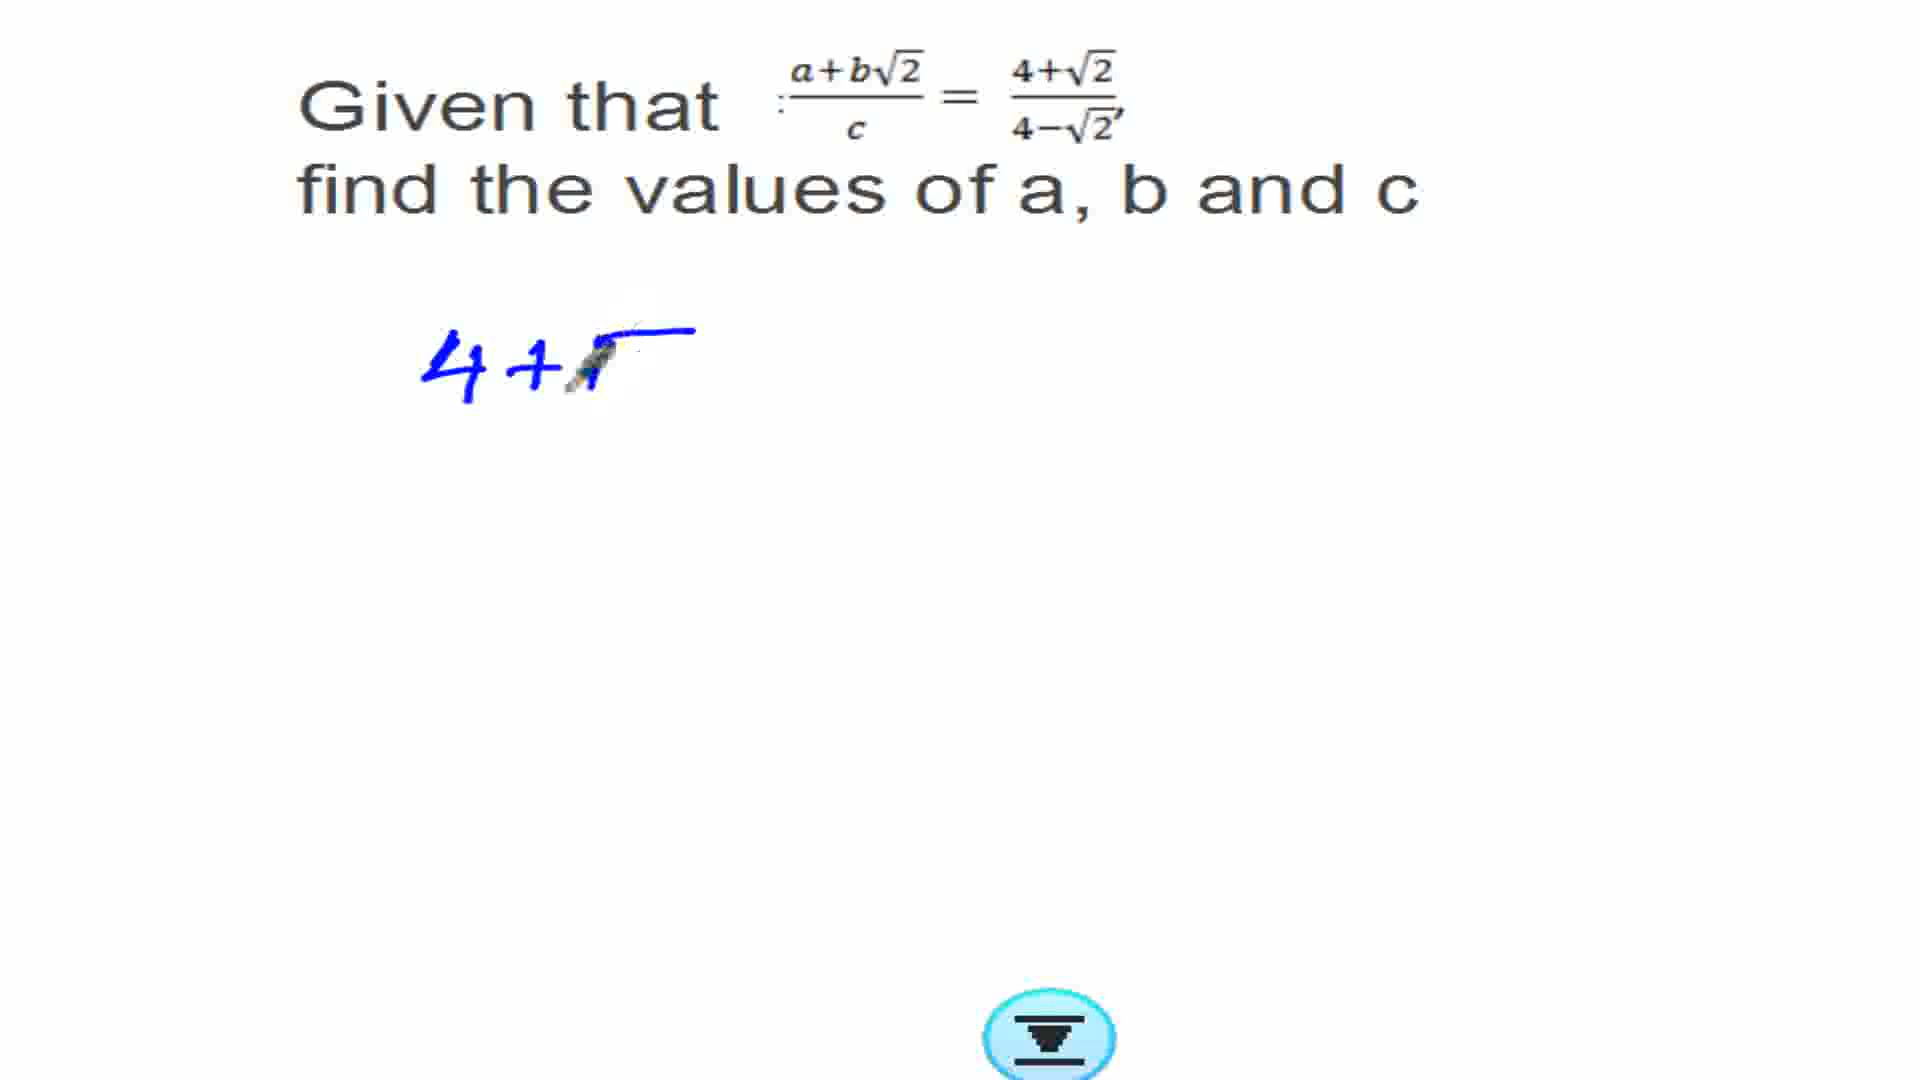 Given that (a+b√2)/c = (4+√2)/(4−√2),
find the values of a, b and c
4+√